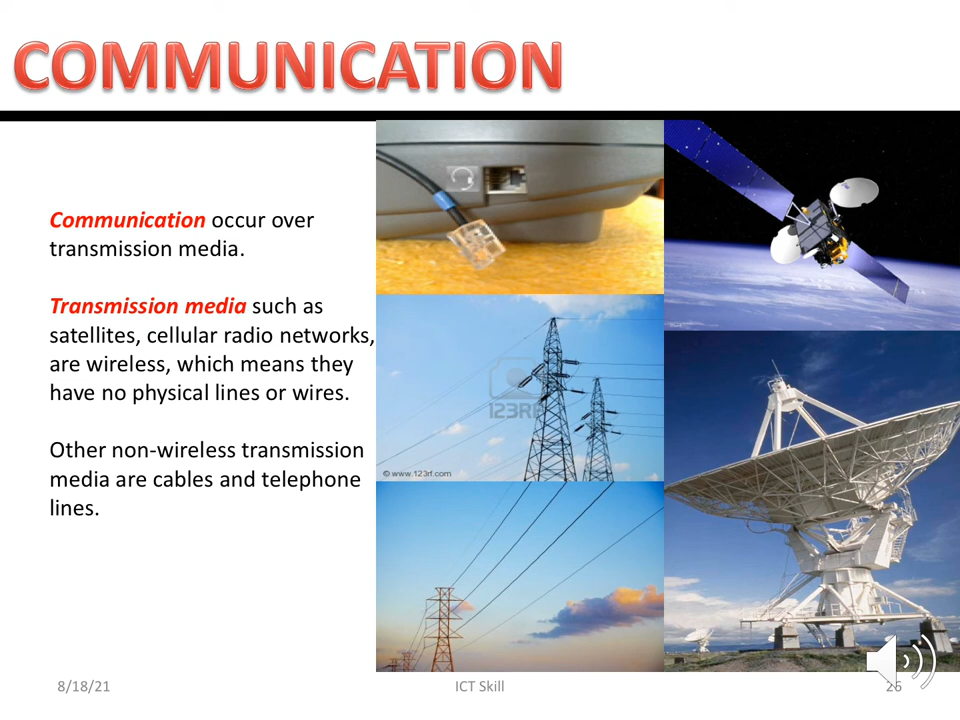 COMMUNICATION
Communication occur over
transmission media.
Transmission media such as
satellites, cellular radio networks,
are wireless, which means they
have no physical lines or wires.
Other non-wireless transmission
media are cables and telephone
lines.
123RF
© www.123rf.com
8/18/21
ICT Skill
26